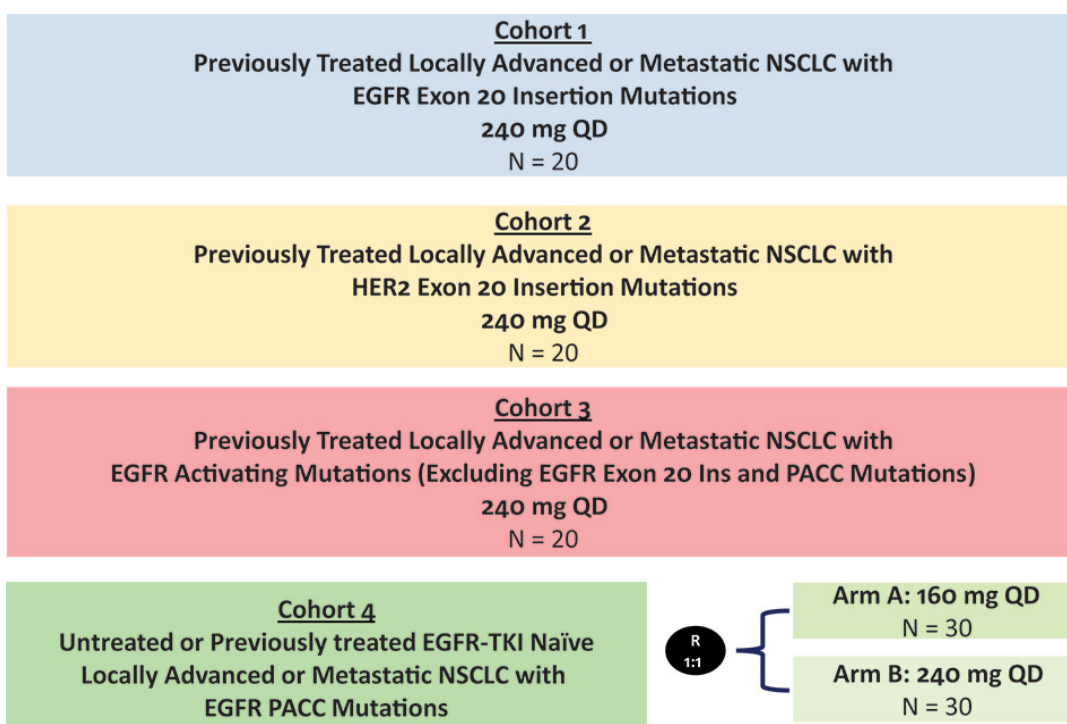 Cohort 1
Previously Treated Locally Advanced or Metastatic NSCLC with
EGFR Exon 20 Insertion Mutations
240 mg QD
N = 20
Cohort 2
Previously Treated Locally Advanced or Metastatic NSCLC with
HER2 Exon 20 Insertion Mutations
240 mg QD
N = 20
Cohort 3
Previously Treated Locally Advanced or Metastatic NSCLC with
EGFR Activating Mutations (Excluding EGFR Exon 20 Ins and PACC Mutations)
240 mg QD
N = 20
Cohort 4
Untreated or Previously treated EGFR-TKI Naïve
Locally Advanced or Metastatic NSCLC with
EGFR PACC Mutations
R
1:1
Arm A: 160 mg QD
N = 30
Arm B: 240 mg QD
N = 30